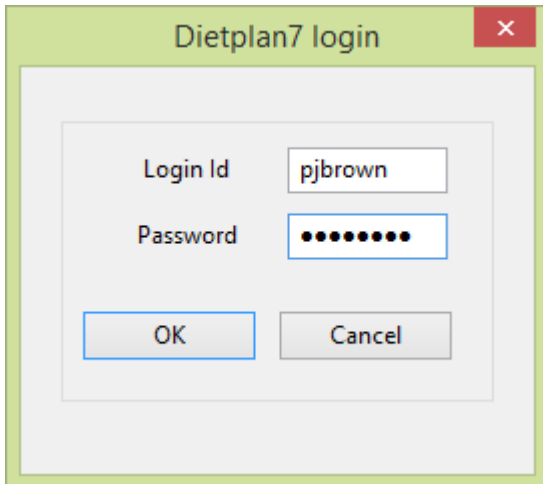 Dietplan7 login
Login Id pjbrown
Password ●●●●●●●●
OK Cancel